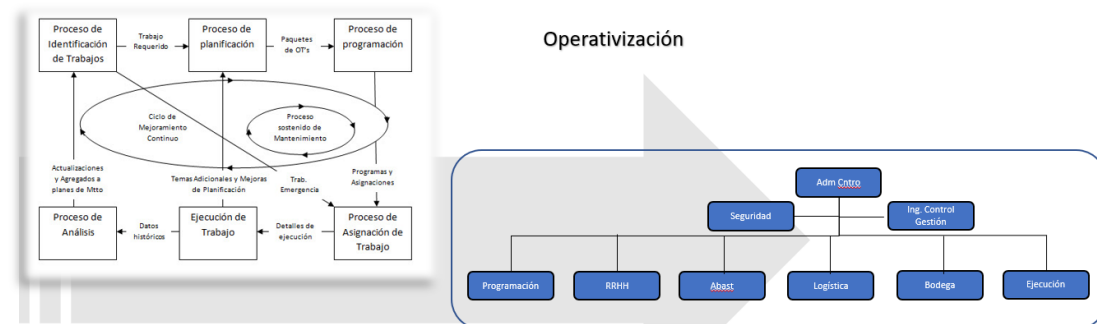 Proceso de
Identificación
de Trabajos
Trabajo
Requerido
Proceso de
planificación
Paquetes
de OT's
Proceso de
programación
Operativización
Ciclo de
Mejoramiento
Continuo
Proceso
sostenido de
Mantenimiento
Actualizaciones
y Agregados a
planes de Mtto
Temas Adicionales y Mejoras
de Planificación
Trab.
Emergencia
Programas y
Asignaciones
Proceso de
Análisis
Datos
históricos
Ejecución de
Trabajo
Detalles de
ejecución
Proceso de
Asignación de
Trabajo
Adm Cntro
Seguridad
Ing. Control
Gestión
Programación
RRHH
Abast
Logística
Bodega
Ejecución